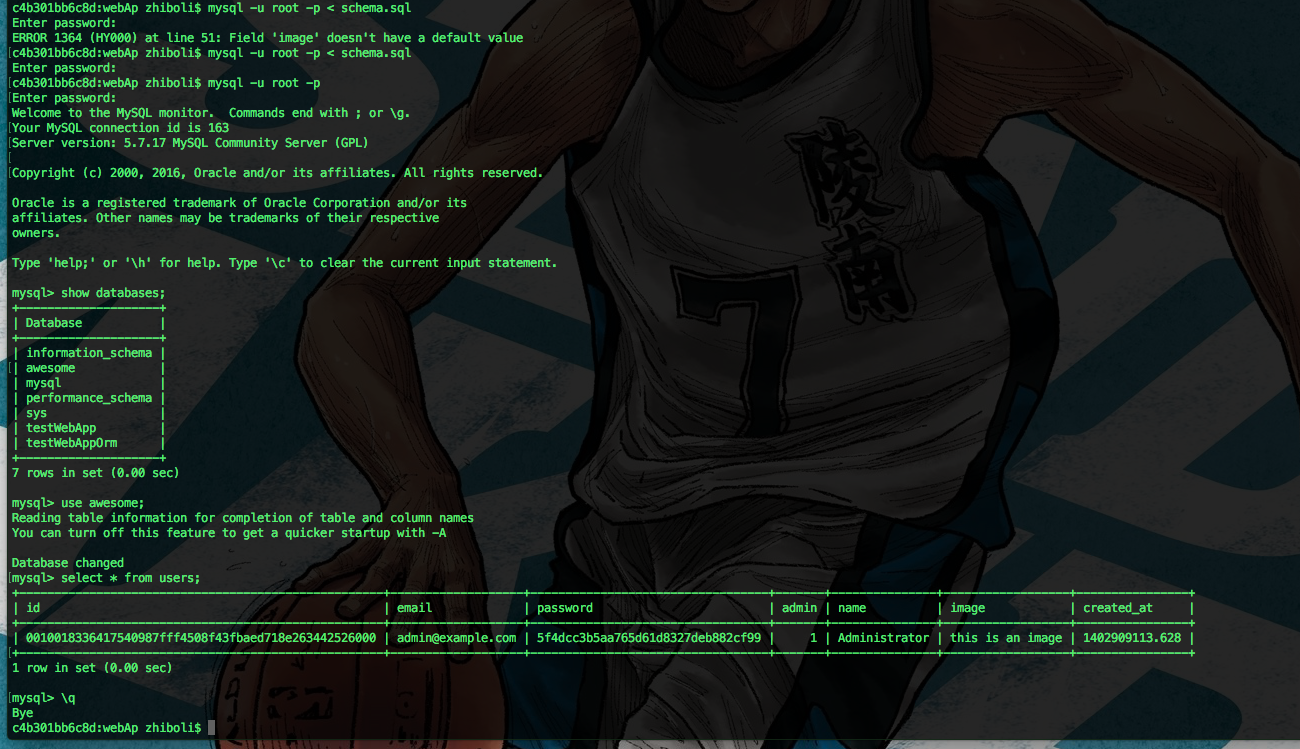 c4b301bb6c8d:webAp zhiboli$ mysql -u root -p < schema.sql
Enter password:
ERROR 1364 (HY000) at line 51: Field 'image' doesn't have a default value
[c4b301bb6c8d:webAp zhiboli$ mysql -u root -p < schema.sql
Enter password:
[c4b301bb6c8d:webAp zhiboli$ mysql -u root -p
[Enter password:
Welcome to the MySQL monitor.  Commands end with ; or \g.
[Your MySQL connection id is 163
Server version: 5.7.17 MySQL Community Server (GPL)
[
[Copyright (c) 2000, 2016, Oracle and/or its affiliates. All rights reserved.
Oracle is a registered trademark of Oracle Corporation and/or its
affiliates. Other names may be trademarks of their respective
owners.
Type 'help;' or '\h' for help. Type '\c' to clear the current input statement.
mysql> show databases;
+--------------------+
| Database           |
+--------------------+
| information_schema |
[| awesome            |
| mysql              |
| performance_schema |
| sys                |
| testWebApp         |
| testWebAppOrm      |
+--------------------+
7 rows in set (0.00 sec)
mysql> use awesome;
Reading table information for completion of table and column names
You can turn off this feature to get a quicker startup with -A
Database changed
[mysql> select * from users;
+----------------------------------------------------+-------------------+----------------------------------+-------+---------------+------------------+----------------+
| id                                                 | email             | password                         | admin | name          | image            | created_at     |
+----------------------------------------------------+-------------------+----------------------------------+-------+---------------+------------------+----------------+
| 0010018336417540987fff4508f43fbaed718e263442526000 | admin@example.com | 5f4dcc3b5aa765d61d8327deb882cf99 |     1 | Administrator | this is an image | 1402909113.628 |
+----------------------------------------------------+-------------------+----------------------------------+-------+---------------+------------------+----------------+
1 row in set (0.00 sec)
[mysql> \q
Bye
c4b301bb6c8d:webAp zhiboli$
陵南
7